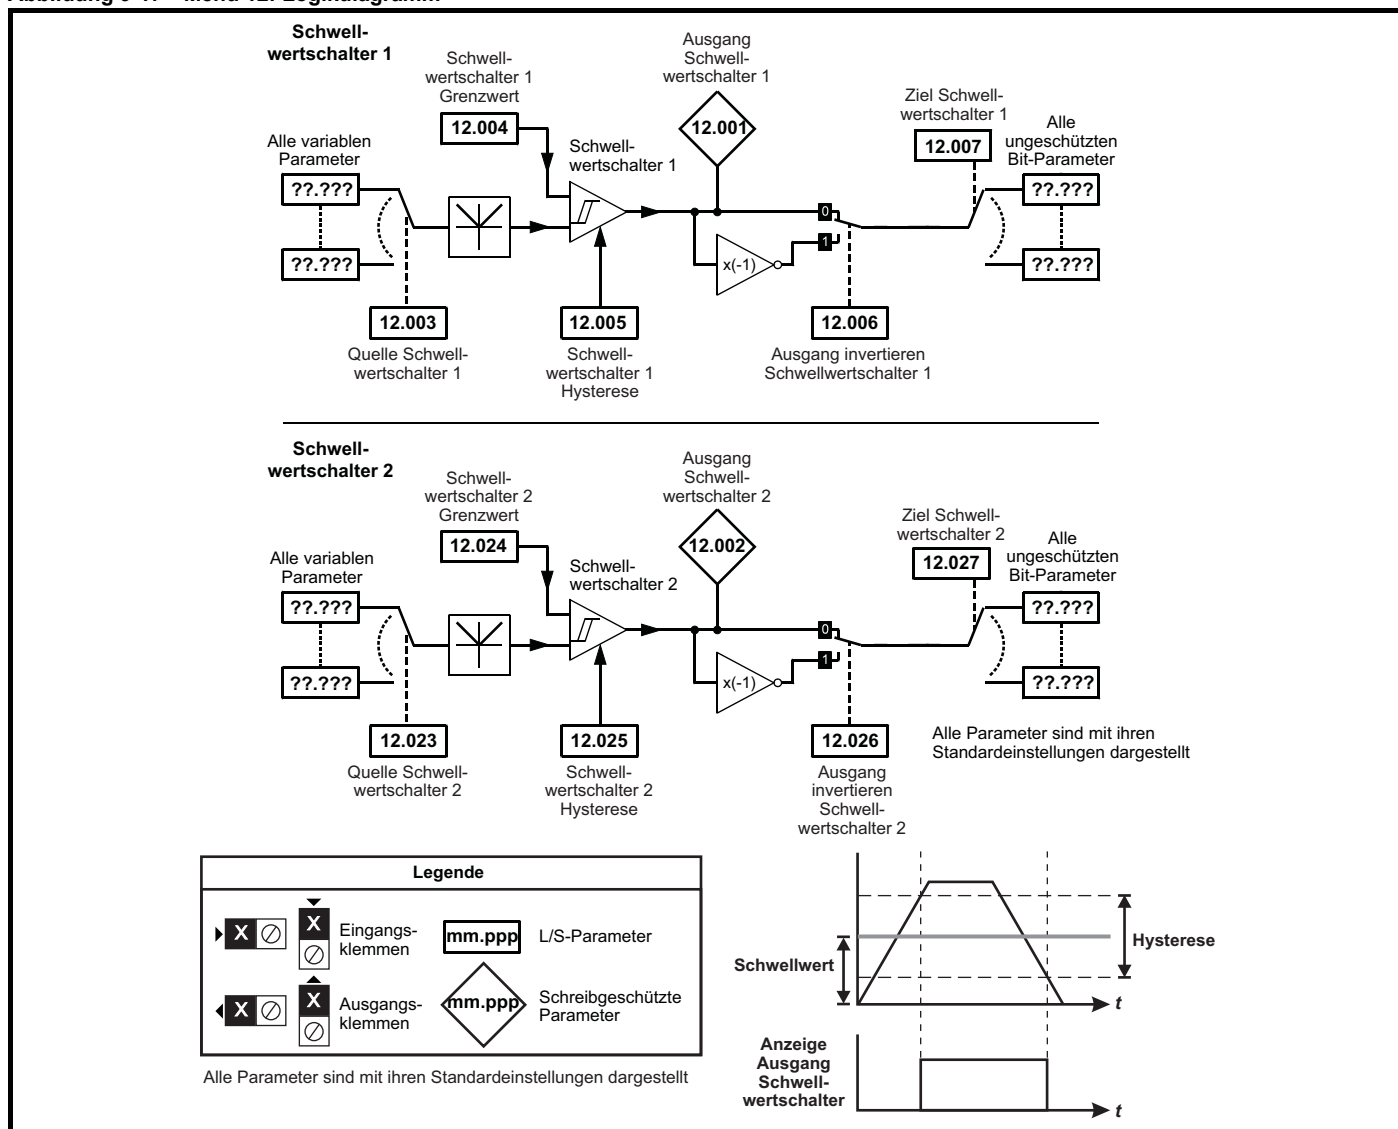 Schwell-
wertschalter 1
Schwell-
wertschalter 1
Grenzwert
12.004
Ausgang
Schwell-
wertschalter 1
12.001
Ziel Schwell-
wertschalter 1
12.007
Alle
ungeschützten
Bit-Parameter
??.???
??.???
Alle variablen
Parameter
??.???
??.???
Schwell-
wertschalter 1
0
1
x(-1)
12.003
Quelle Schwell-
wertschalter 1
12.005
Schwell-
wertschalter 1
Hysterese
12.006
Ausgang invertieren
Schwellwertschalter 1
Schwell-
wertschalter 2
Schwell-
wertschalter 2
Grenzwert
12.024
Ausgang
Schwell-
wertschalter 2
12.002
Ziel Schwell-
wertschalter 2
12.027
Alle
ungeschützten
Bit-Parameter
??.???
??.???
Alle variablen
Parameter
??.???
??.???
Schwell-
wertschalter 2
0
1
x(-1)
12.023
Quelle Schwell-
wertschalter 2
12.025
Schwell-
wertschalter 2
Hysterese
12.026
Ausgang
invertieren
Schwell-
wertschalter 2
Alle Parameter sind mit ihren
Standardeinstellungen dargestellt
Legende
X
X
Eingangs-
klemmen
mm.ppp
L/S-Parameter
X
X
Ausgangs-
klemmen
mm.ppp
Schreibgeschützte
Parameter
Alle Parameter sind mit ihren Standardeinstellungen dargestellt
Schwellwert
Hysterese
t
Anzeige
Ausgang
Schwell-
wertschalter
t